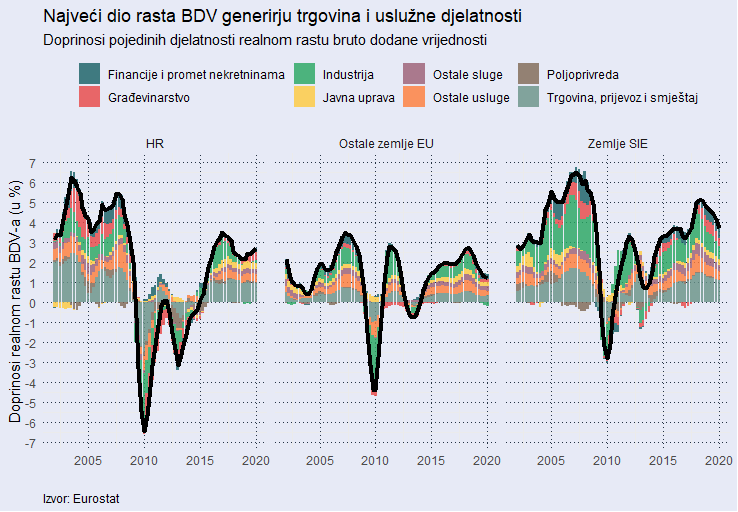 Najveći dio rasta BDV generirju trgovina i uslužne djelatnosti
Doprinosi pojedinih djelatnosti realnom rastu bruto dodane vrijednosti
Financije i promet nekretninama
Industrija
Ostale sluge
Poljoprivreda
Građevinarstvo
Javna uprava
Ostale usluge
Trgovina, prijevoz i smještaj
HR
Ostale zemlje EU
Zemlje SIE
Doprinosi realnom rastu BDV-a (u %)
7
6
5
4
3
2
1
0
-1
-2
-3
-4
-5
-6
-7
2005 2010 2015 2020
2005 2010 2015 2020
2005 2010 2015 2020
Izvor: Eurostat